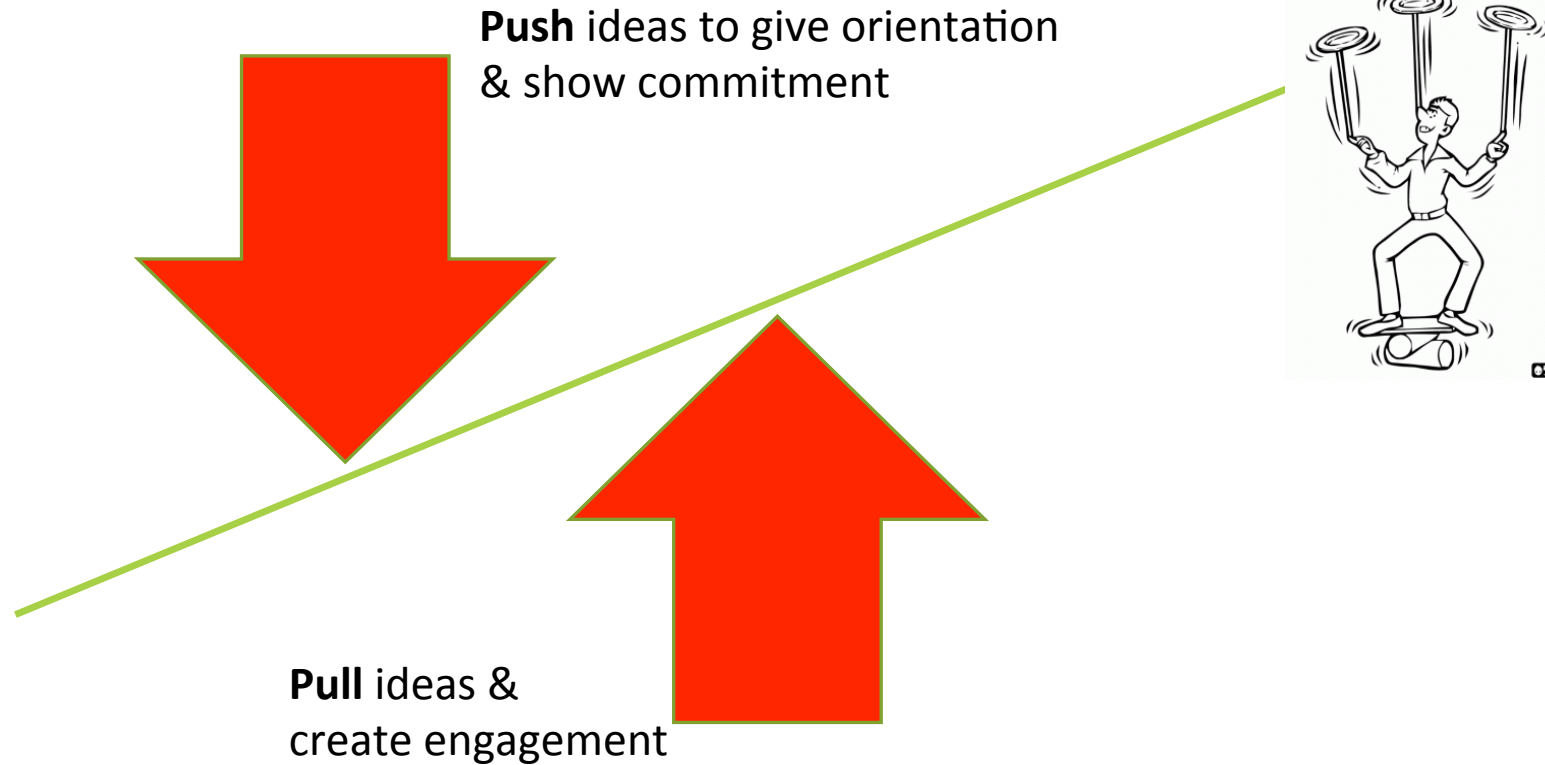 Push ideas to give orientation
& show commitment
Pull ideas &
create engagement